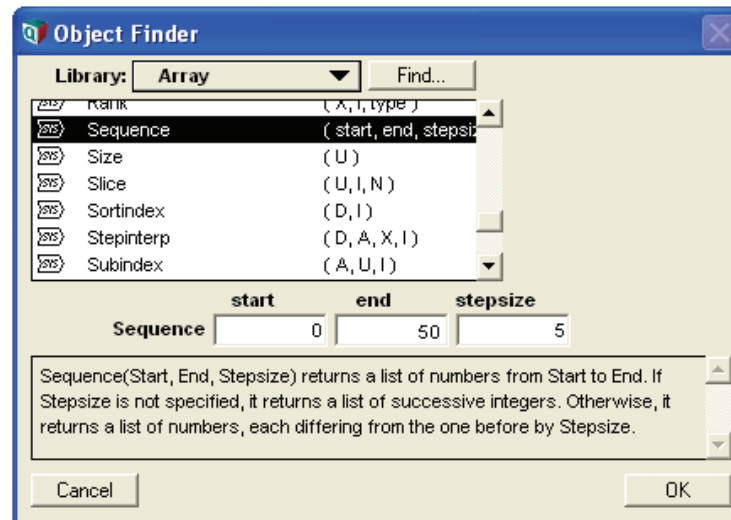 Object Finder
Library: Array Find...
Rank ( X, I, type )
Sequence ( start, end, stepsiz
Size ( U )
Slice ( U, I, N )
Sortindex ( D, I )
Stepinterp ( D, A, X, I )
Subindex ( A, U, I )
start end stepsize
Sequence 0 50 5
Sequence(Start, End, Stepsize) returns a list of numbers from Start to End. If
Stepsize is not specified, it returns a list of successive integers. Otherwise, it
returns a list of numbers, each differing from the one before by Stepsize.
Cancel OK